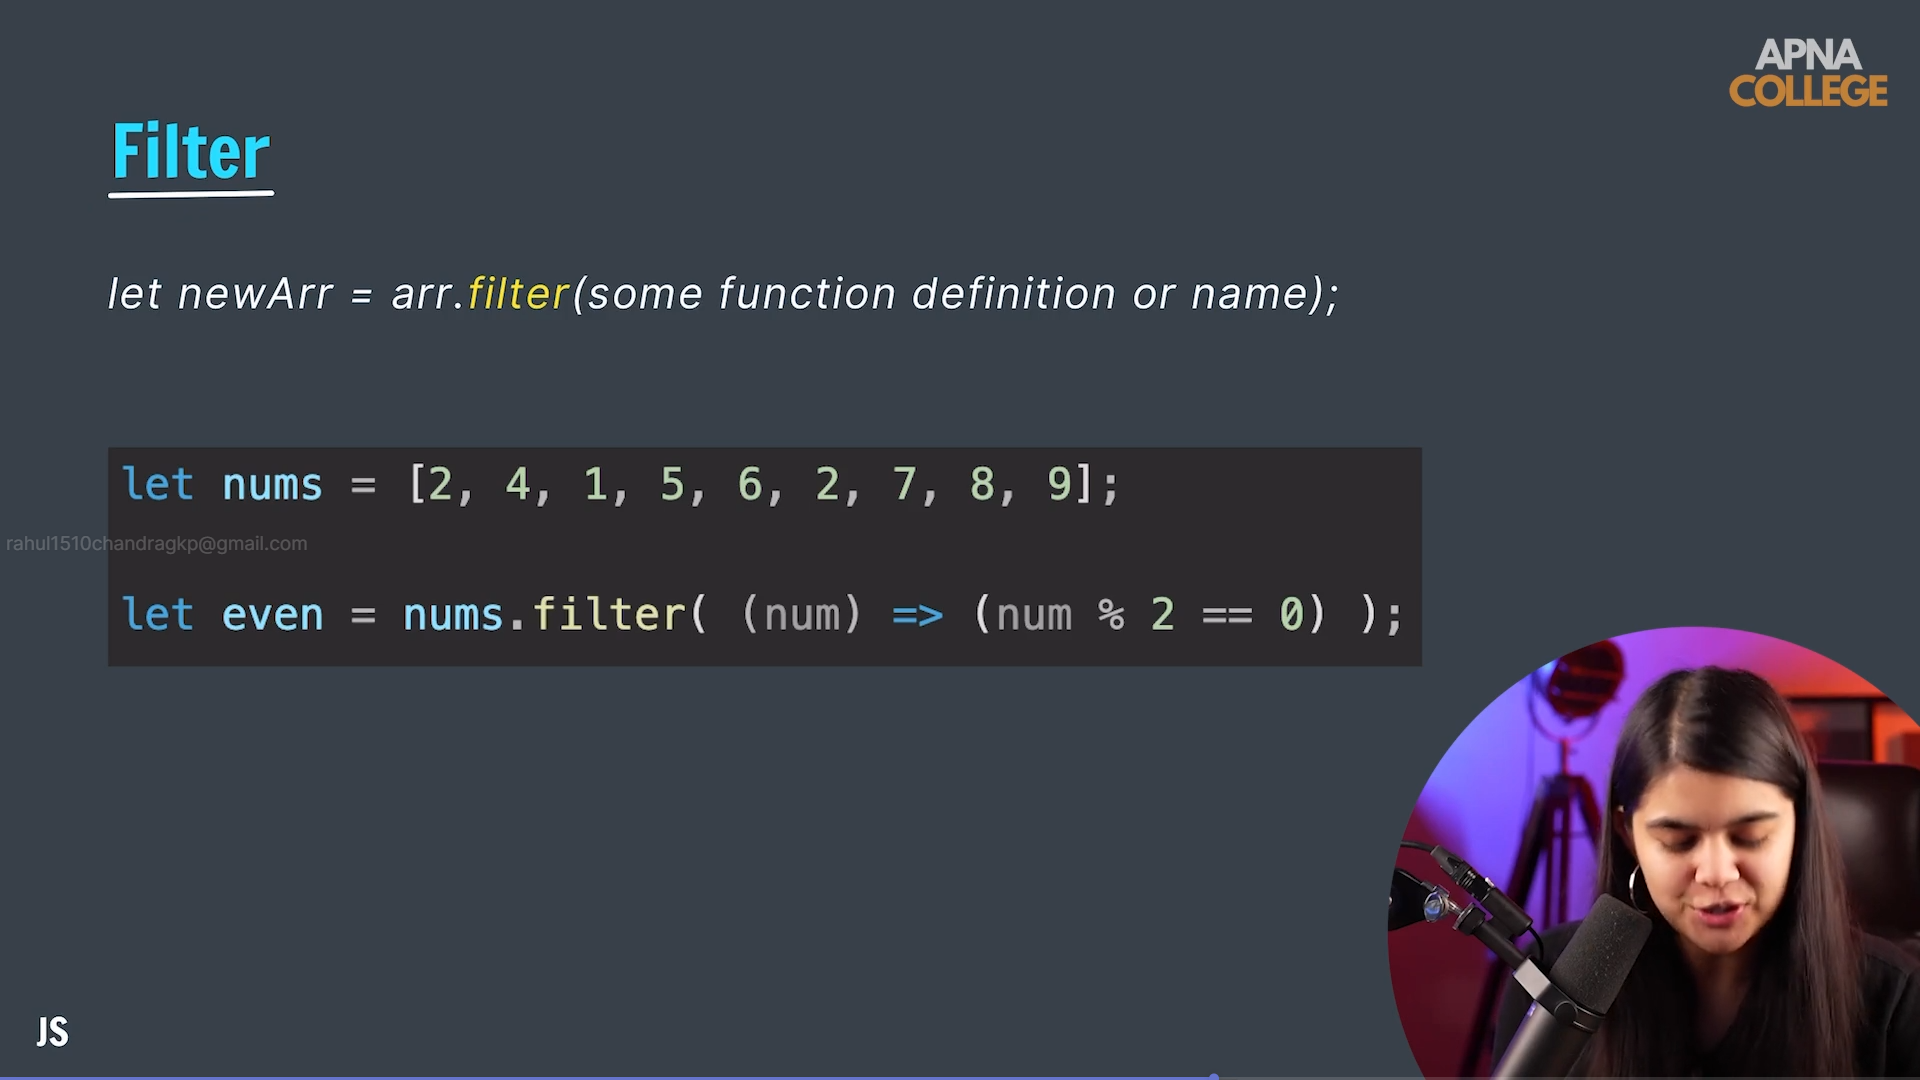 APNA
COLLEGE
Filter
let newArr = arr.filter(some function definition or name);
let nums = [2, 4, 1, 5, 6, 2, 7, 8, 9];
rahul1510chandragkp@gmail.com
let even = nums.filter( (num) => (num % 2 == 0) );
JS